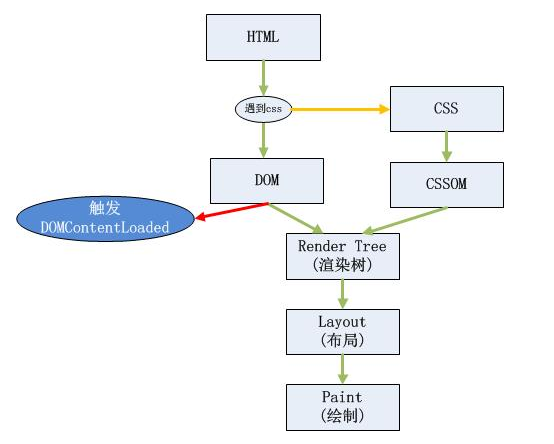 HTML
遇到css
CSS
DOM
CSSOM
触发
DOMContentLoaded
Render Tree
(渲染树)
Layout
(布局)
Paint
(绘制)